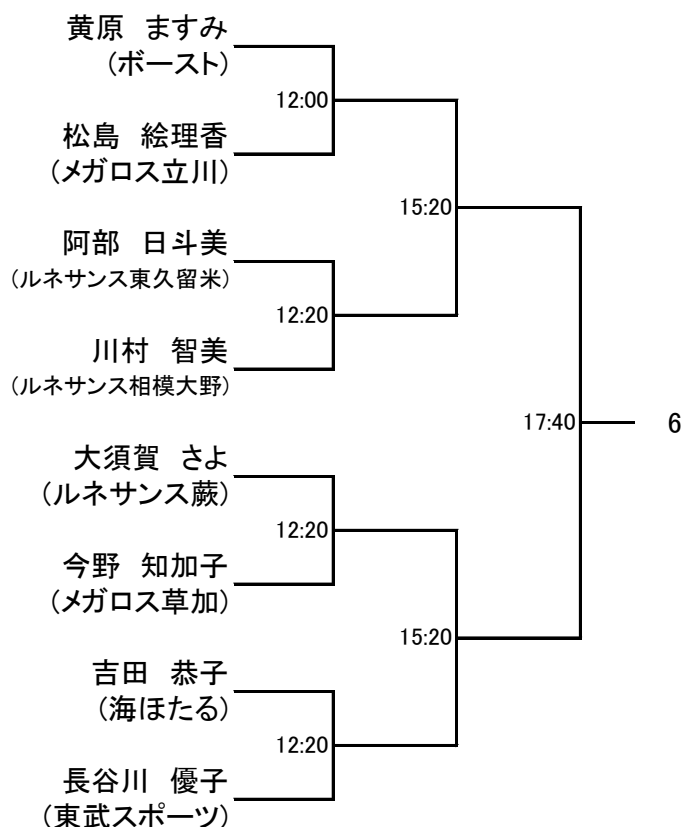 黄原　ますみ
(ボースト)
12:00
松島　絵理香
(メガロス立川)
15:20
阿部　日斗美
(ルネサンス東久留米)
12:20
川村　智美
(ルネサンス相模大野)
17:40
6
大須賀　さよ
(ルネサンス蕨)
12:20
今野　知加子
(メガロス草加)
15:20
吉田　恭子
(海ほたる)
12:20
長谷川　優子
(東武スポーツ)